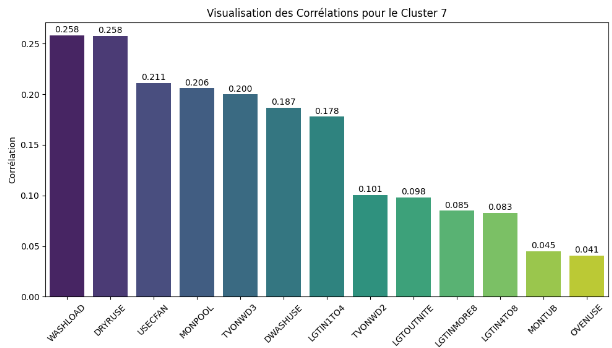 Visualisation des Corrélations pour le Cluster 7
Corrélation
0.25
0.20
0.15
0.10
0.05
0.00
0.258
0.258
0.211
0.206
0.200
0.187
0.178
0.101
0.098
0.085
0.083
0.045
0.041
WASHLOAD
DRYRUSE
USECFAN
MONPOOL
TVONWD3
DWASHUSE
LGTIN1TO4
TVONWD2
LGTOUTNITE
LGTINMORE8
LGTIN4TO8
MONTUB
OVENUSE